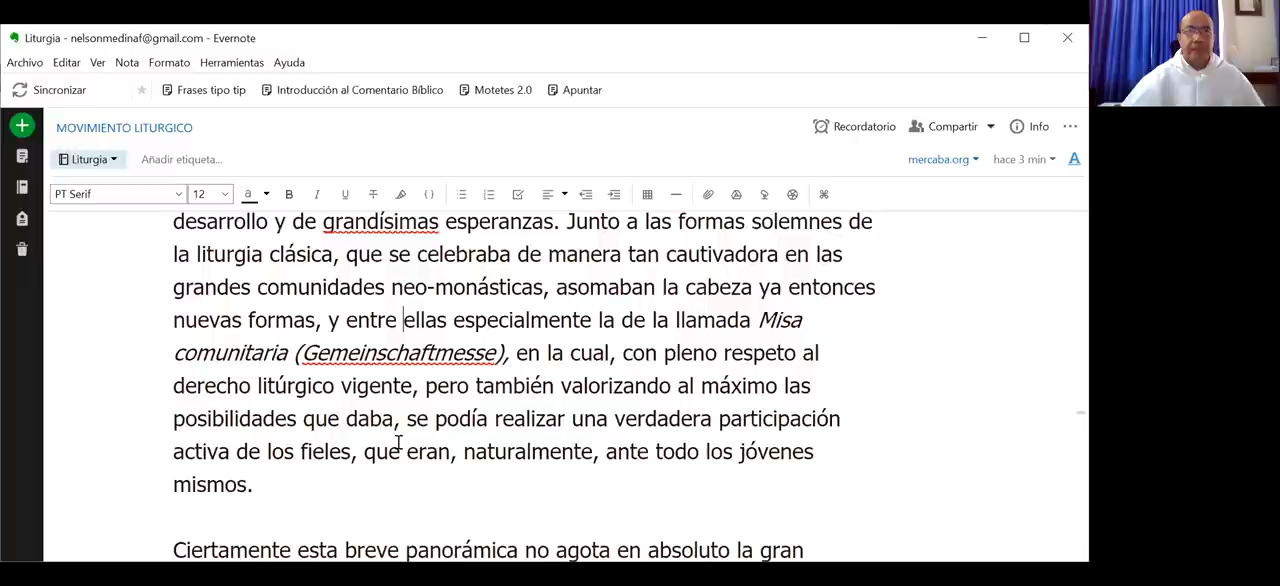 Liturgia - nelsonmedinaf@gmail.com - Evernote
Archivo Editar Ver Nota Formato Herramientas Ayuda
Sincronizar Frases tipo tip Introducción al Comentario Bíblico Motetes 2.0 Apuntar
MOVIMIENTO LITURGICO Recordatorio Compartir Info
Liturgia Añadir etiqueta... mercaba.org hace 3 min
PT Serif 12
desarrollo y de grandísimas esperanzas. Junto a las formas solemnes de
la liturgia clásica, que se celebraba de manera tan cautivadora en las
grandes comunidades neo-monásticas, asomaban la cabeza ya entonces
nuevas formas, y entre ellas especialmente la de la llamada Misa
comunitaria (Gemeinschaftmesse), en la cual, con pleno respeto al
derecho litúrgico vigente, pero también valorizando al máximo las
posibilidades que daba, se podía realizar una verdadera participación
activa de los fieles, que eran, naturalmente, ante todo los jóvenes
mismos.
Ciertamente esta breve panorámica no agota en absoluto la gran